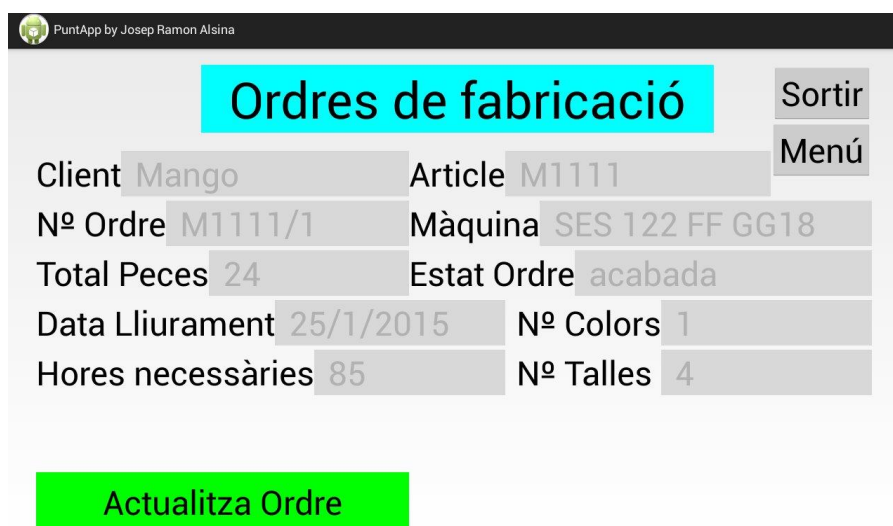 PuntApp by Josep Ramon Alsina
Ordres de fabricació
Sortir
Menú
Client Mango Article M1111
Nº Ordre M1111/1 Màquina SES 122 FF GG18
Total Peces 24 Estat Ordre acabada
Data Lliurament 25/1/2015 Nº Colors 1
Hores necessàries 85 Nº Talles 4
Actualitza Ordre